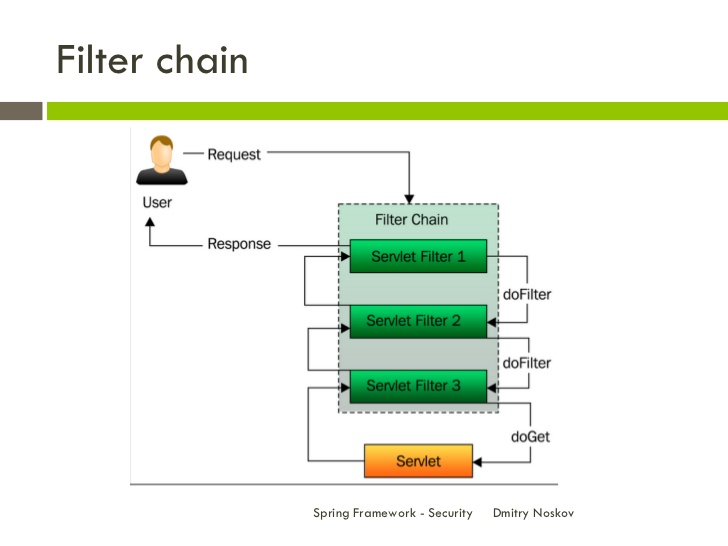 Filter chain
Request
User
Filter Chain
Response
Servlet Filter 1
doFilter
Servlet Filter 2
doFilter
Servlet Filter 3
doGet
Servlet
Spring Framework - Security Dmitry Noskov